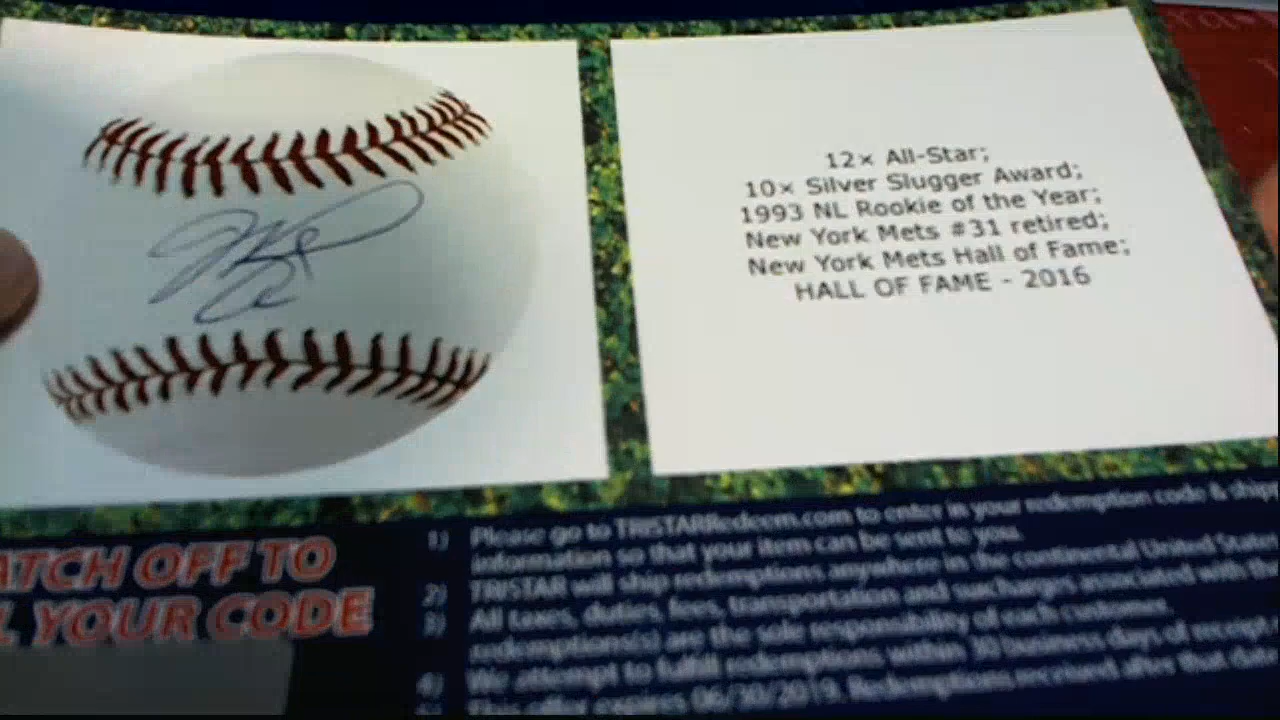 12× All-Star;
10× Silver Slugger Award;
1993 NL Rookie of the Year;
New York Mets #31 retired;
New York Mets Hall of Fame;
HALL OF FAME - 2016
ATCH OFF TO
L YOUR CODE
1) Please go to TRISTARRedeem.com to enter in your redemption code & ship
information so that your item can be sent to you.
2) TRISTAR will ship redemptions anywhere in the continental United States
3) All taxes, duties, fees, transportation and surcharges associated with the
redemptions(s) are the sole responsibility of each customer.
4) We attempt to fulfill redemptions within 30 business days of receipt
This offer expires 06/30/2019. Redemptions received after that date